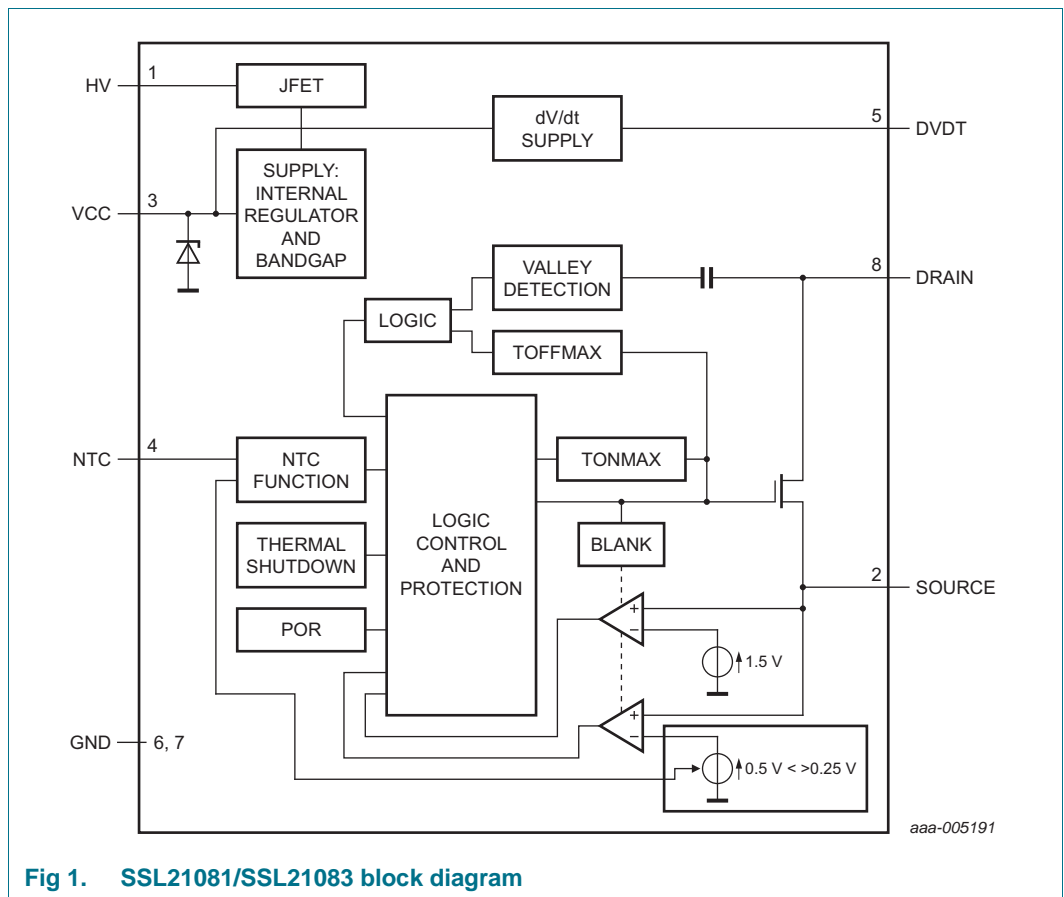 HV
1
JFET
dV/dt
SUPPLY
5
DVDT
SUPPLY:
INTERNAL
REGULATOR
AND
BANDGAP
VCC
3
VALLEY
DETECTION
8
DRAIN
LOGIC
TOFFMAX
NTC
4
NTC
FUNCTION
TONMAX
LOGIC
CONTROL
AND
PROTECTION
THERMAL
SHUTDOWN
BLANK
2
SOURCE
POR
+
−
1.5 V
+
−
GND
6, 7
0.5 V < >0.25 V
aaa-005191
Fig 1. SSL21081/SSL21083 block diagram